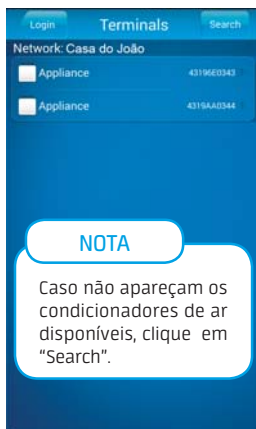 Login Terminals Search
Network: Casa do João
Appliance 43196E0343
Appliance 4319AA0344
NOTA
Caso não apareçam os
condicionadores de ar
disponíveis, clique em
“Search”.